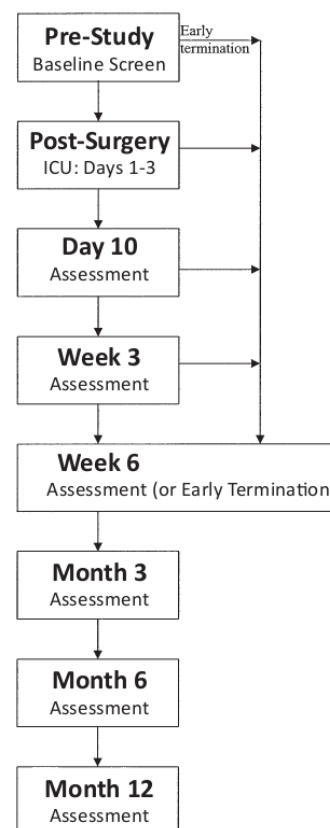 Pre-Study
Baseline Screen
Early
termination
Post-Surgery
ICU: Days 1-3
Day 10
Assessment
Week 3
Assessment
Week 6
Assessment (or Early Termination
Month 3
Assessment
Month 6
Assessment
Month 12
Assessment